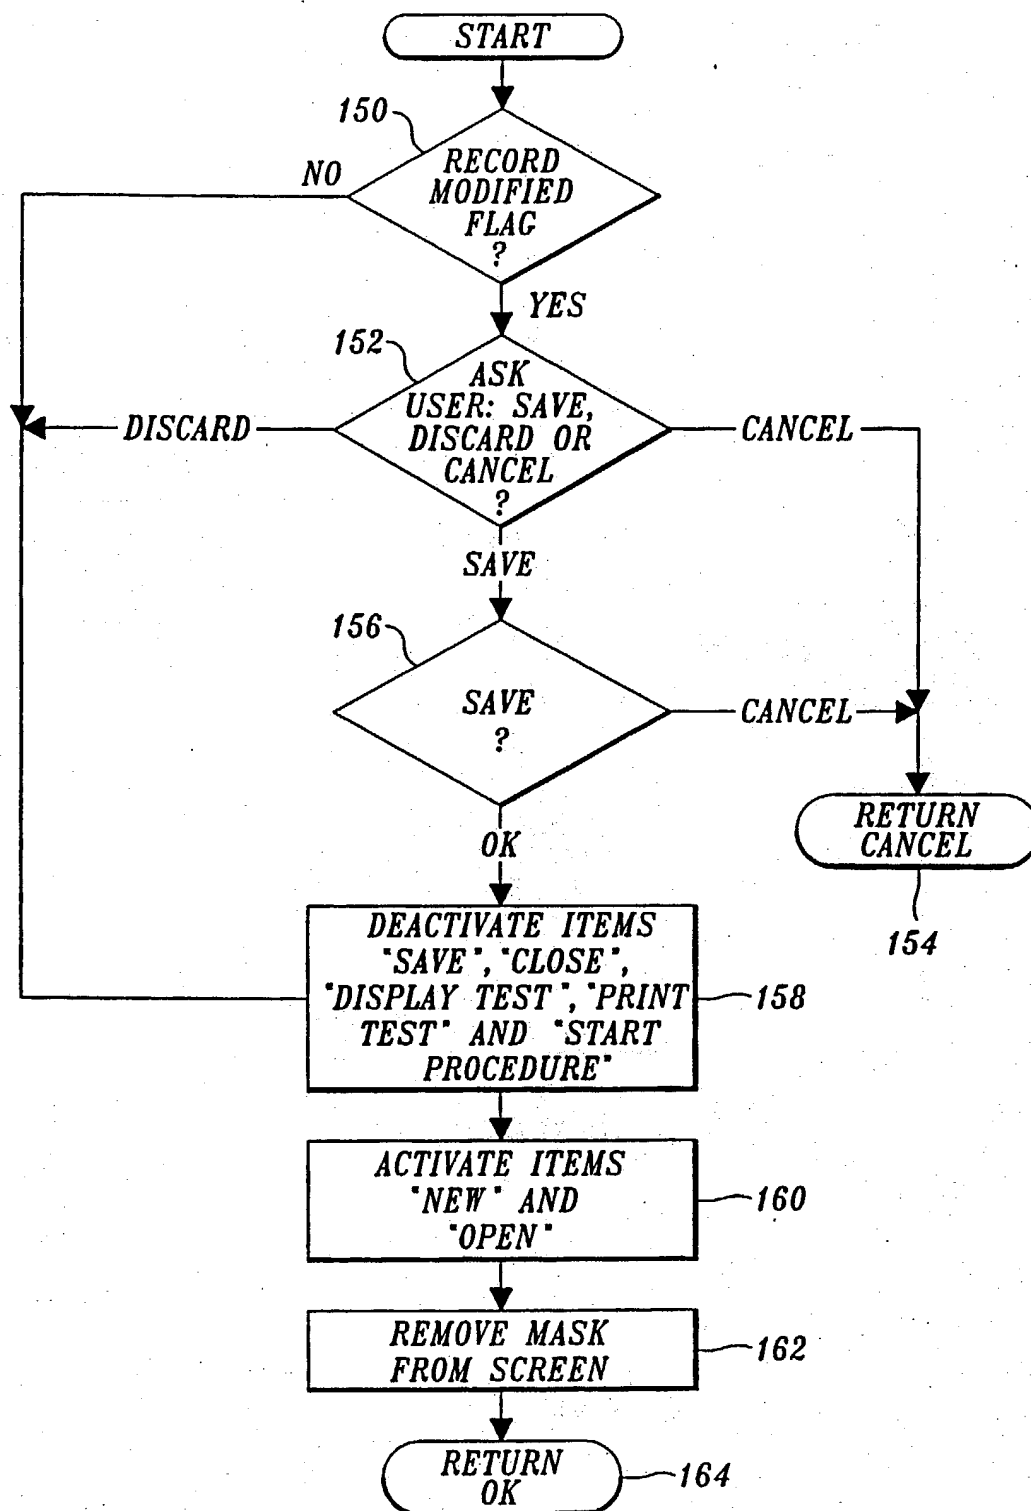 START
150
RECORD
MODIFIED
FLAG
?
NO
YES
152
ASK
USER: SAVE,
DISCARD OR
CANCEL
?
DISCARD
CANCEL
SAVE
156
SAVE
?
CANCEL
RETURN
CANCEL
154
OK
DEACTIVATE ITEMS
"SAVE", "CLOSE",
"DISPLAY TEST", "PRINT
TEST" AND "START
PROCEDURE"
158
ACTIVATE ITEMS
"NEW" AND
"OPEN"
160
REMOVE MASK
FROM SCREEN
162
RETURN
OK
164